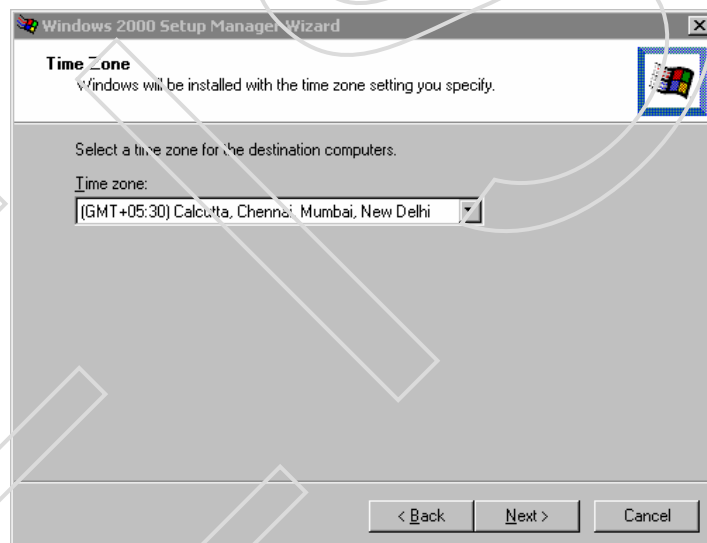 Windows 2000 Setup Manager Wizard
Time Zone
Windows will be installed with the time zone setting you specify.
Select a time zone for the destination computers.
Time zone:
(GMT+05:30) Calcutta, Chennai, Mumbai, New Delhi
< Back
Next >
Cancel